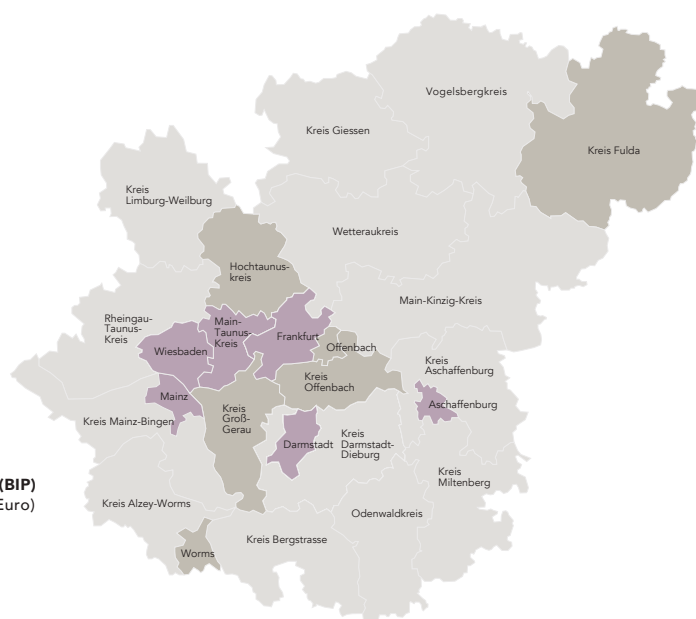 Vogelsbergkreis
Kreis Giessen
Kreis Fulda
Kreis
Limburg-Weilburg
Wetteraukreis
Hochtaunus-
kreis
Main-Kinzig-Kreis
Rheingau-
Taunus-
Kreis
Main-
Taunus-
Kreis
Frankfurt
Offenbach
Wiesbaden
Kreis
Aschaffenburg
Kreis
Offenbach
Mainz
Aschaffenburg
Kreis
Groß-
Gerau
Kreis Mainz-Bingen
Darmstadt
Kreis
Darmstadt-
Dieburg
Kreis
Miltenberg
(BIP)
Euro)
Kreis Alzey-Worms
Odenwaldkreis
Kreis Bergstrasse
Worms